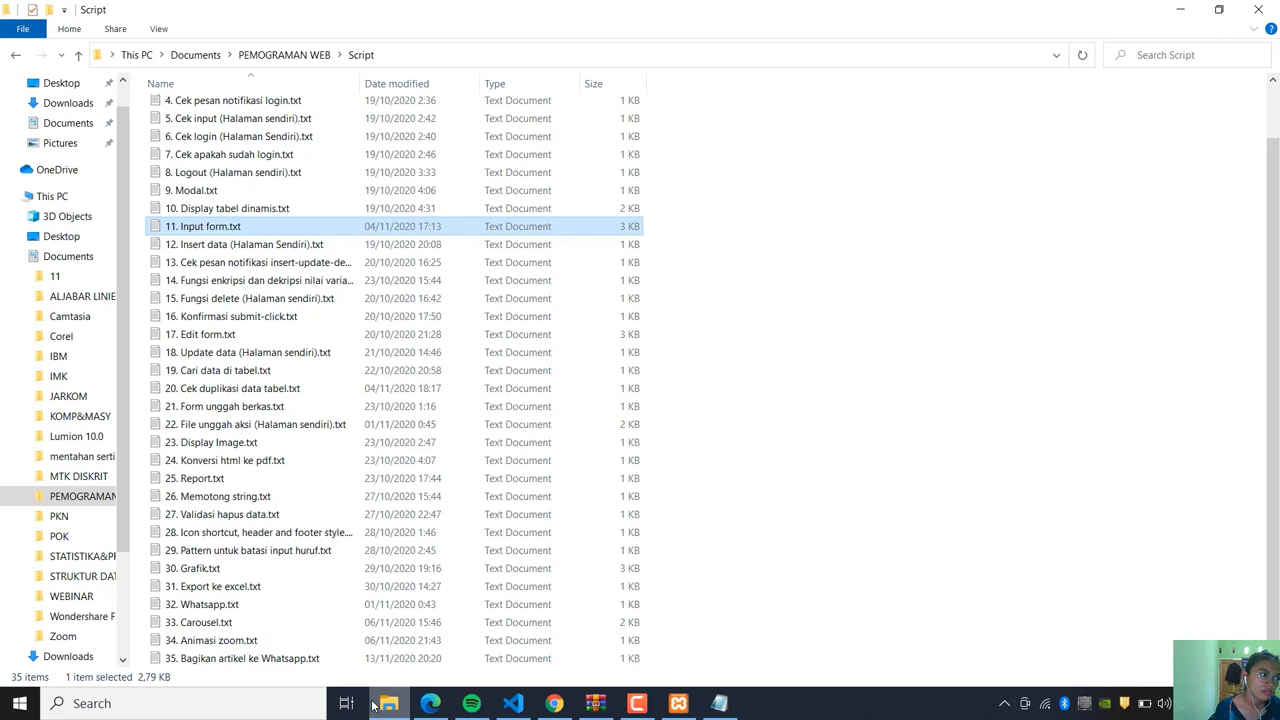 Script
File Home Share View
This PC Documents PEMOGRAMAN WEB Script Search Script
Name Date modified Type Size
4. Cek pesan notifikasi login.txt 19/10/2020 2:36 Text Document 1 KB
5. Cek input (Halaman sendiri).txt 19/10/2020 2:42 Text Document 1 KB
6. Cek login (Halaman Sendiri).txt 19/10/2020 2:40 Text Document 1 KB
7. Cek apakah sudah login.txt 19/10/2020 2:46 Text Document 1 KB
8. Logout (Halaman sendiri).txt 19/10/2020 3:33 Text Document 1 KB
9. Modal.txt 19/10/2020 4:06 Text Document 1 KB
10. Display tabel dinamis.txt 19/10/2020 4:31 Text Document 2 KB
11. Input form.txt 04/11/2020 17:13 Text Document 3 KB
12. Insert data (Halaman Sendiri).txt 19/10/2020 20:08 Text Document 1 KB
13. Cek pesan notifikasi insert-update-de... 20/10/2020 16:25 Text Document 1 KB
14. Fungsi enkripsi dan dekripsi nilai varia... 23/10/2020 15:44 Text Document 1 KB
15. Fungsi delete (Halaman sendiri).txt 20/10/2020 16:42 Text Document 1 KB
16. Konfirmasi submit-click.txt 20/10/2020 17:50 Text Document 1 KB
17. Edit form.txt 20/10/2020 21:28 Text Document 3 KB
18. Update data (Halaman sendiri).txt 21/10/2020 14:46 Text Document 1 KB
19. Cari data di tabel.txt 22/10/2020 20:58 Text Document 1 KB
20. Cek duplikasi data tabel.txt 04/11/2020 18:17 Text Document 1 KB
21. Form unggah berkas.txt 23/10/2020 1:16 Text Document 1 KB
22. File unggah aksi (Halaman sendiri).txt 01/11/2020 0:45 Text Document 2 KB
23. Display Image.txt 23/10/2020 2:47 Text Document 1 KB
24. Konversi html ke pdf.txt 23/10/2020 4:07 Text Document 1 KB
25. Report.txt 23/10/2020 17:44 Text Document 1 KB
26. Memotong string.txt 27/10/2020 15:44 Text Document 1 KB
27. Validasi hapus data.txt 27/10/2020 22:47 Text Document 1 KB
28. Icon shortcut, header and footer style.... 28/10/2020 1:46 Text Document 1 KB
29. Pattern untuk batasi input huruf.txt 28/10/2020 2:45 Text Document 1 KB
30. Grafik.txt 29/10/2020 19:16 Text Document 3 KB
31. Export ke excel.txt 30/10/2020 14:27 Text Document 1 KB
32. Whatsapp.txt 01/11/2020 0:43 Text Document 1 KB
33. Carousel.txt 06/11/2020 15:46 Text Document 2 KB
34. Animasi zoom.txt 06/11/2020 21:43 Text Document 1 KB
35. Bagikan artikel ke Whatsapp.txt 13/11/2020 20:20 Text Document 1 KB
Desktop
Downloads
Documents
Pictures
OneDrive
This PC
3D Objects
Desktop
Documents
11
ALJABAR LINIE
Camtasia
Corel
IBM
IMK
JARKOM
KOMP&MASY
Lumion 10.0
mentahan serti
MTK DISKRIT
PEMOGRAMAN
PKN
POK
STATISTIKA&PR
STRUKTUR DAT
WEBINAR
Wondershare F
Zoom
Downloads
35 items 1 item selected 2,79 KB
Search